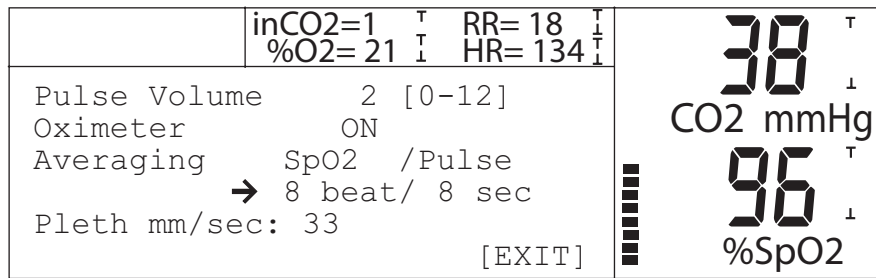 inCO2=1 RR= 18
%O2= 21 HR= 134
Pulse Volume 2 [0-12]
Oximeter ON
Averaging SpO2 /Pulse
→ 8 beat/ 8 sec
Pleth mm/sec: 33
[EXIT]
38
CO2 mmHg
96
%SpO2